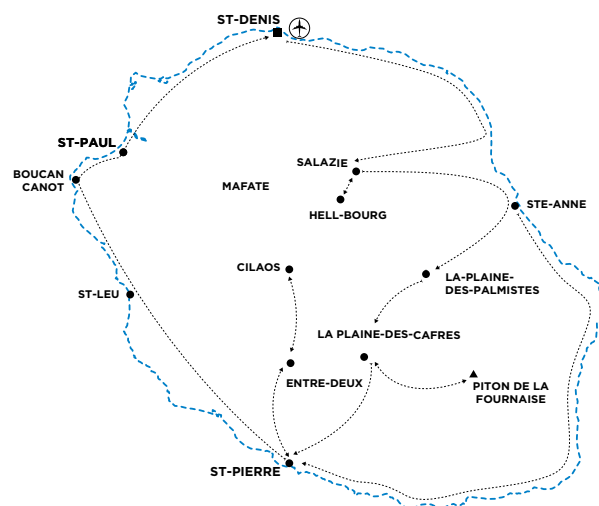 ST-DENIS
ST-PAUL
BOUCAN
CANOT
SALAZIE
MAFATE
HELL-BOURG
STE-ANNE
CILAOS
LA-PLAINE-
DES-PALMISTES
ST-LEU
LA PLAINE-DES-CAFRES
ENTRE-DEUX
PITON DE LA
FOURNAISE
ST-PIERRE